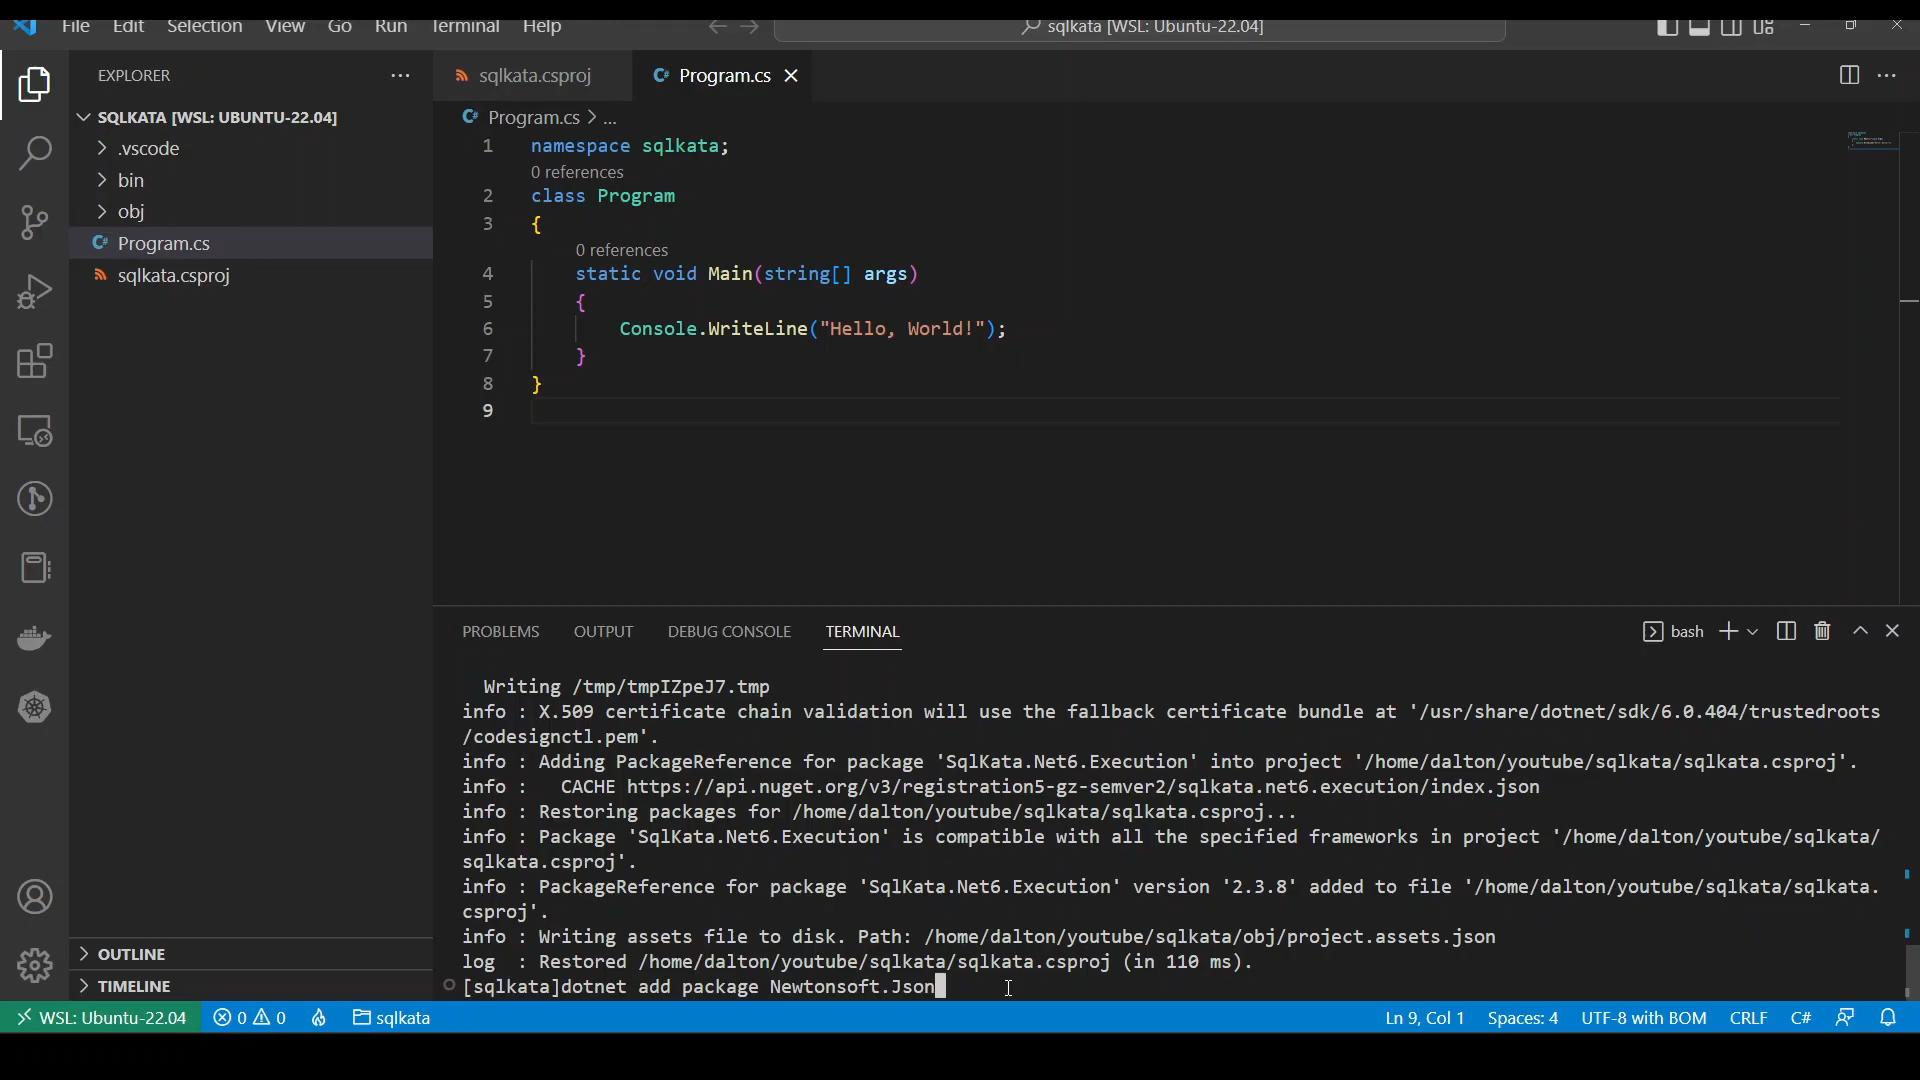 File Edit Selection View Go Run Terminal Help
sqlkata [WSL: Ubuntu-22.04]
EXPLORER
SQLKATA [WSL: UBUNTU-22.04]
.vscode
bin
obj
Program.cs
sqlkata.csproj
OUTLINE
TIMELINE
sqlkata.csproj
Program.cs
Program.cs > ...
1 namespace sqlkata;
0 references
2 class Program
3 {
0 references
4 static void Main(string[] args)
5 {
6 Console.WriteLine("Hello, World!");
7 }
8 }
9
PROBLEMS OUTPUT DEBUG CONSOLE TERMINAL
bash
Writing /tmp/tmpIZpeJ7.tmp
info : X.509 certificate chain validation will use the fallback certificate bundle at '/usr/share/dotnet/sdk/6.0.404/trustedroots
/codesignctl.pem'.
info : Adding PackageReference for package 'SqlKata.Net6.Execution' into project '/home/dalton/youtube/sqlkata/sqlkata.csproj'.
info :   CACHE https://api.nuget.org/v3/registration5-gz-semver2/sqlkata.net6.execution/index.json
info : Restoring packages for /home/dalton/youtube/sqlkata/sqlkata.csproj...
info : Package 'SqlKata.Net6.Execution' is compatible with all the specified frameworks in project '/home/dalton/youtube/sqlkata/
sqlkata.csproj'.
info : PackageReference for package 'SqlKata.Net6.Execution' version '2.3.8' added to file '/home/dalton/youtube/sqlkata/sqlkata.
csproj'.
info : Writing assets file to disk. Path: /home/dalton/youtube/sqlkata/obj/project.assets.json
log  : Restored /home/dalton/youtube/sqlkata/sqlkata.csproj (in 110 ms).
[sqlkata]dotnet add package Newtonsoft.Json
WSL: Ubuntu-22.04 0 0 sqlkata Ln 9, Col 1 Spaces: 4 UTF-8 with BOM CRLF C#